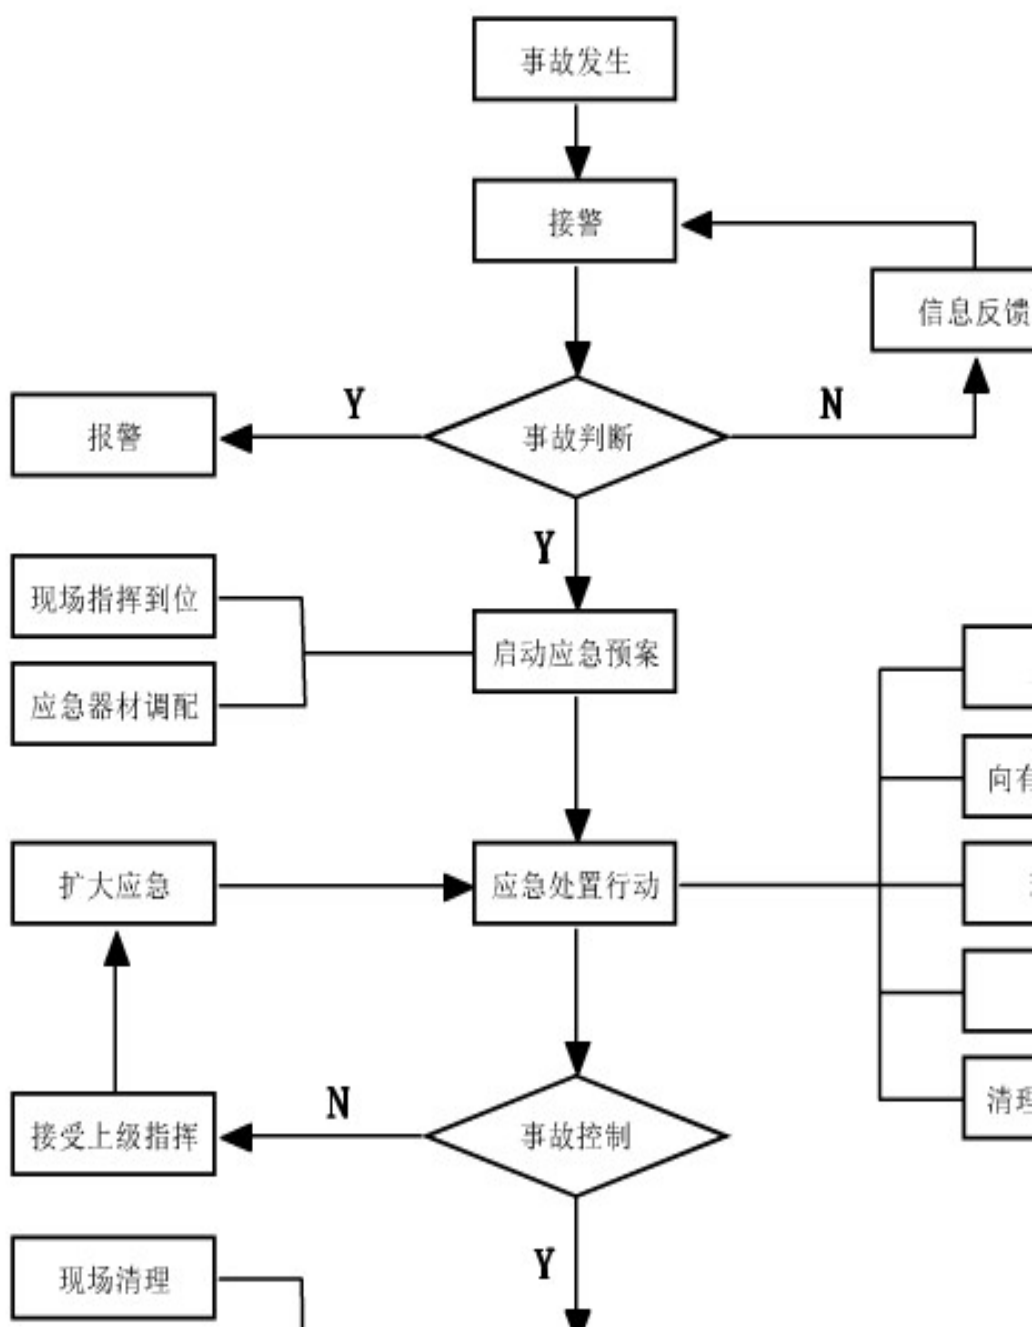 事故发生
接警
信息反馈
Y
N
报警
事故判断
Y
现场指挥到位
启动应急预案
应急器材调配
向有
扩大应急
应急处置行动
清理
N
接受上级指挥
事故控制
Y
现场清理